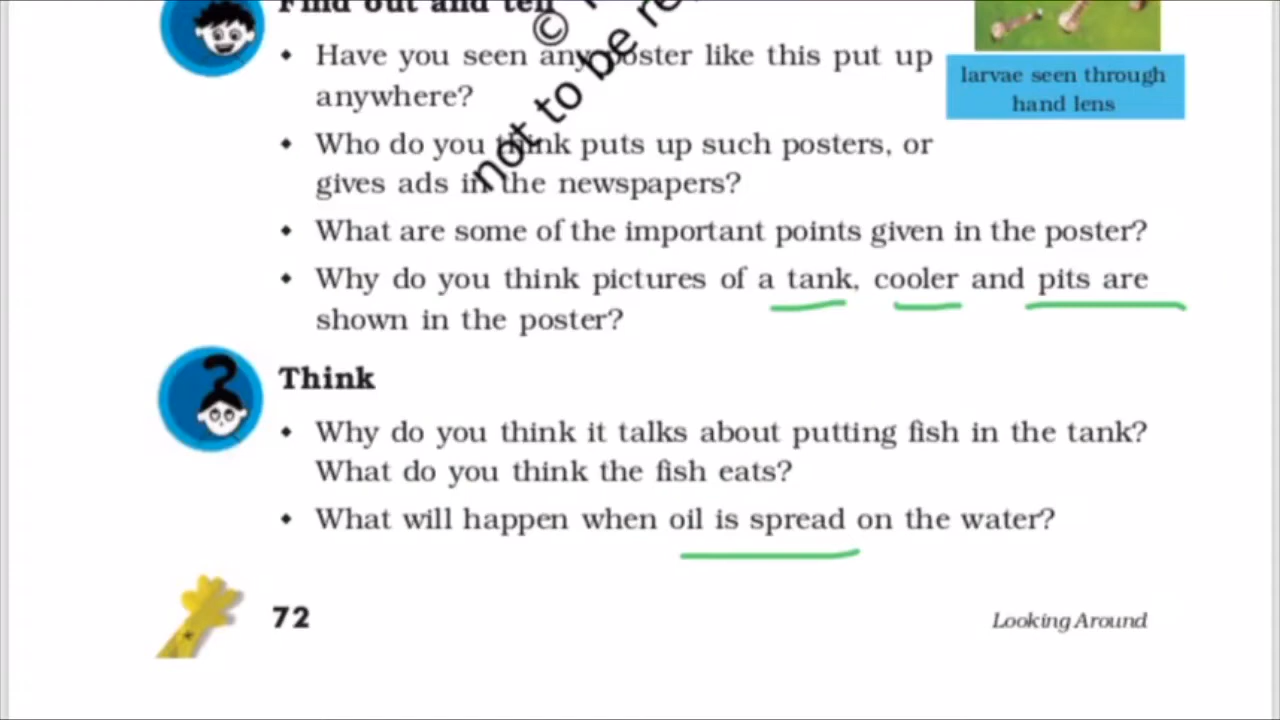 Find out and tell
• Have you seen any poster like this put up
anywhere?
larvae seen through
hand lens
• Who do you think puts up such posters, or
gives ads in the newspapers?
• What are some of the important points given in the poster?
• Why do you think pictures of a tank, cooler and pits are
shown in the poster?
Think
• Why do you think it talks about putting fish in the tank?
What do you think the fish eats?
• What will happen when oil is spread on the water?
72
Looking Around
©
not to be